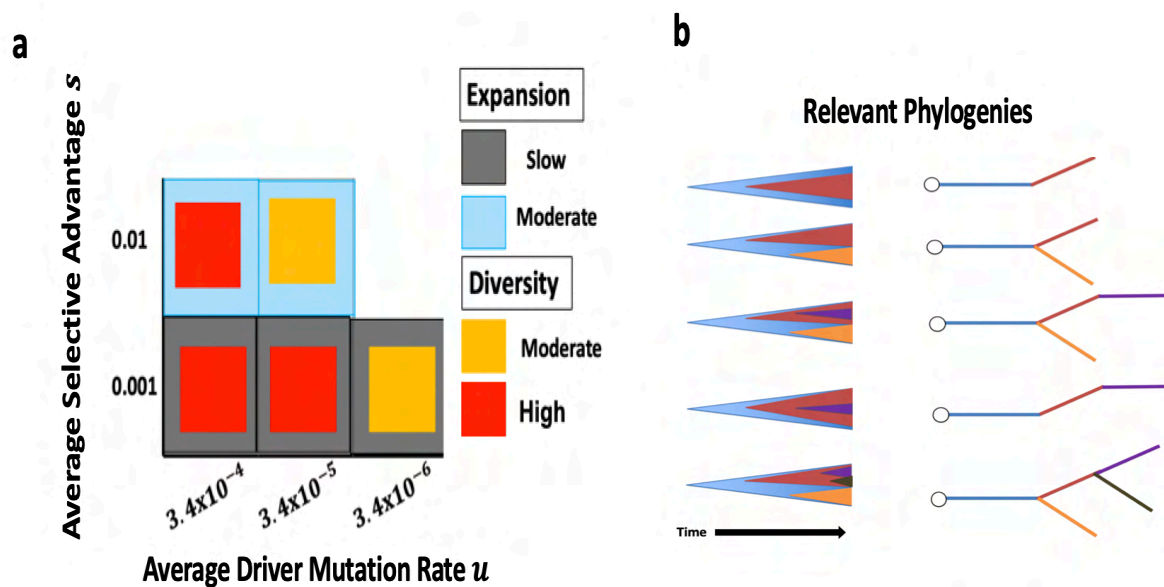 a
Average Selective Advantage s
0.01
0.001
3.4x10⁻⁴
3.4x10⁻⁵
3.4x10⁻⁶
Average Driver Mutation Rate u
Expansion
Slow
Moderate
Diversity
Moderate
High
b
Relevant Phylogenies
Time